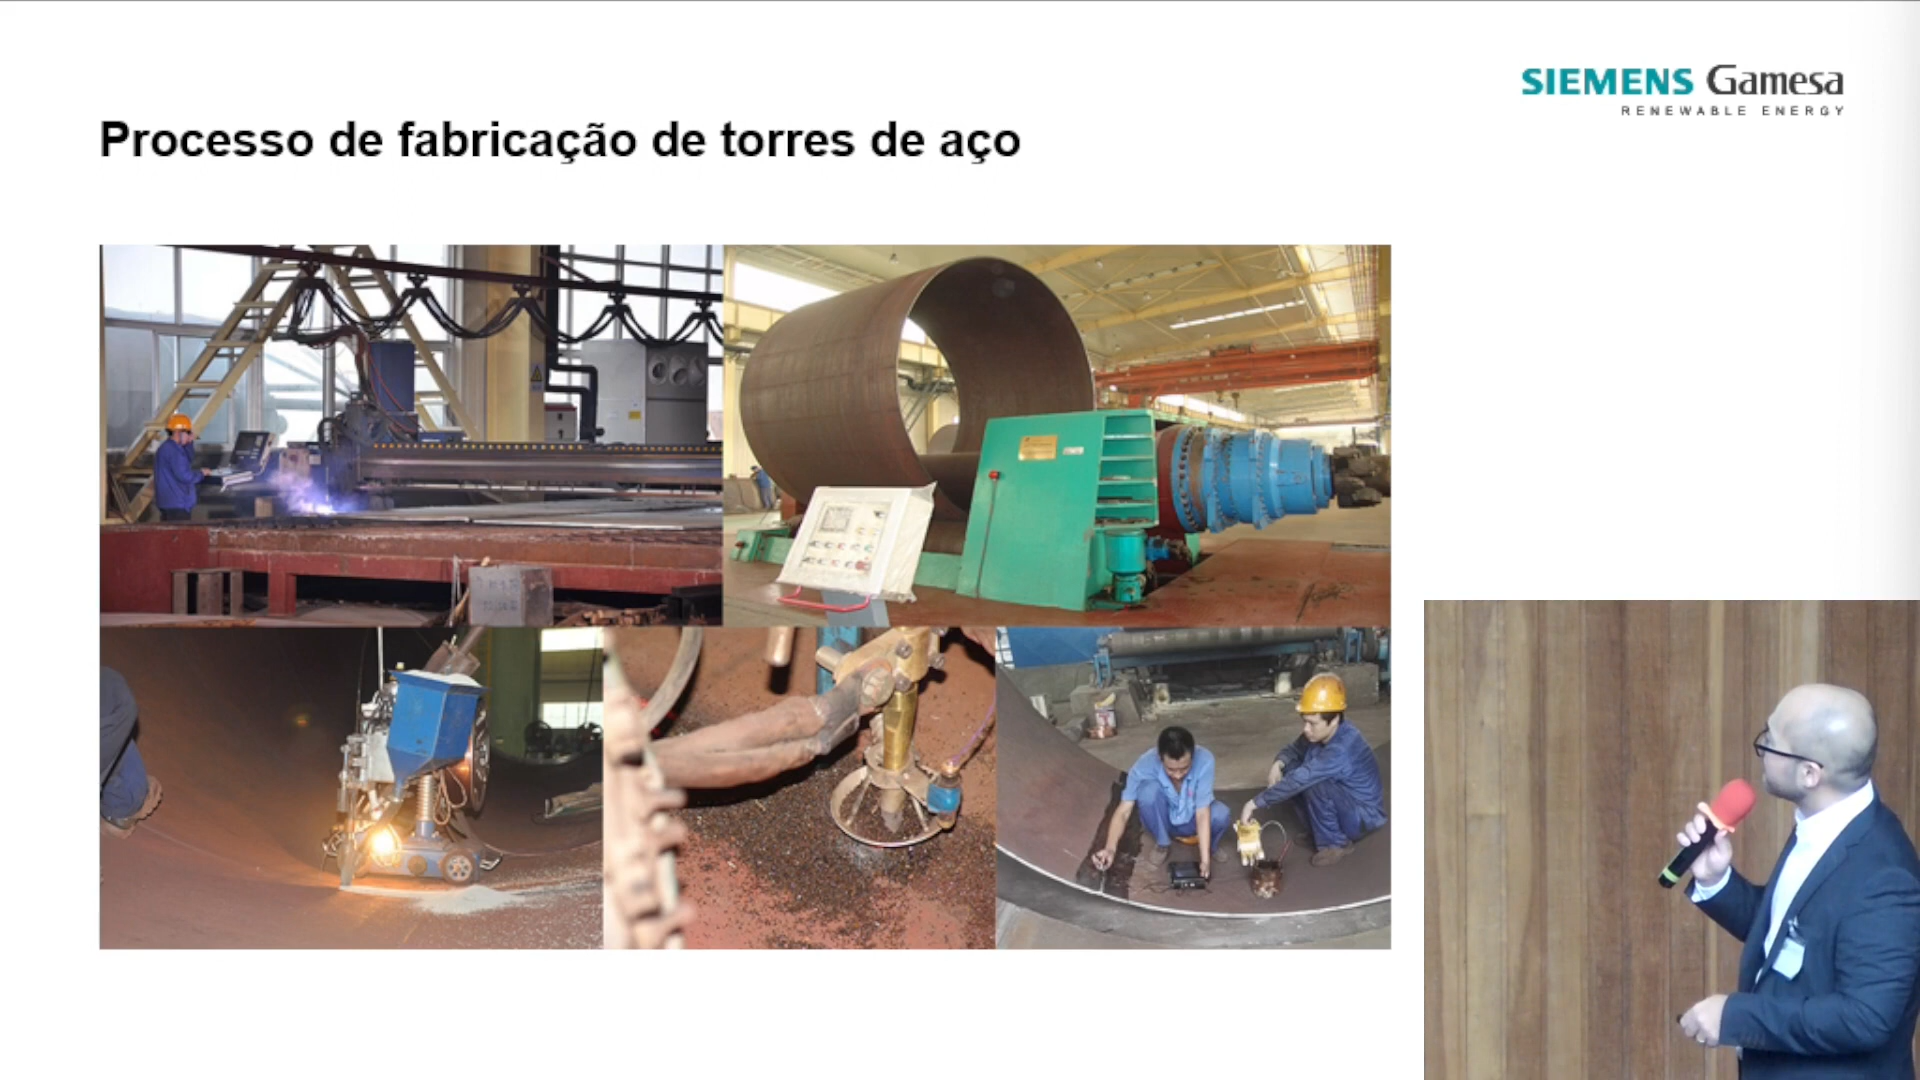 SIEMENS Gamesa
RENEWABLE ENERGY
Processo de fabricação de torres de aço